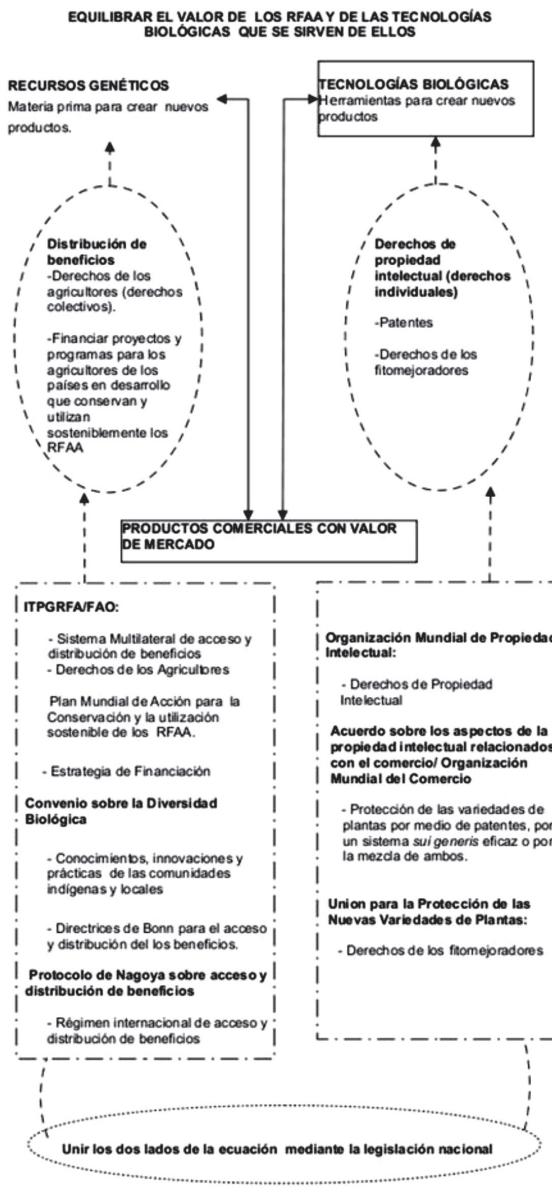 EQUILIBRAR EL VALOR DE LOS RFAA Y DE LAS TECNOLOGÍAS
BIOLÓGICAS QUE SE SIRVEN DE ELLOS
RECURSOS GENÉTICOS
Materia prima para crear nuevos
productos.
TECNOLOGÍAS BIOLÓGICAS
Herramientas para crear nuevos
productos
Distribución de
beneficios
-Derechos de los
agricultores (derechos
colectivos).
-Financiar proyectos y
programas para los
agricultores de los
países en desarrollo
que conservan y
utilizan
sosteniblemente los
RFAA
Derechos de
propiedad
intelectual (derechos
individuales)
-Patentes
-Derechos de los
fitomejoradores
PRODUCTOS COMERCIALES CON VALOR
DE MERCADO
ITPGRFA/FAO:
- Sistema Multilateral de acceso y
distribución de beneficios
- Derechos de los Agricultores
Plan Mundial de Acción para la
Conservación y la utilización
sostenible de los RFAA.
- Estrategia de Financiación
Convenio sobre la Diversidad
Biológica
- Conocimientos, innovaciones y
prácticas de las comunidades
indígenas y locales
- Directrices de Bonn para el acceso
y distribución del los beneficios.
Protocolo de Nagoya sobre acceso y
distribución de beneficios
- Régimen internacional de acceso y
distribución de beneficios
Organización Mundial de Propiedad
Intelectual:
- Derechos de Propiedad
Intelectual
Acuerdo sobre los aspectos de la
propiedad intelectual relacionados
con el comercio/ Organización
Mundial del Comercio
- Protección de las variedades de
plantas por medio de patentes, por
un sistema sui generis eficaz o por
la mezcla de ambos.
Union para la Protección de las
Nuevas Variedades de Plantas:
- Derechos de los fitomejoradores
Unir los dos lados de la ecuación mediante la legislación nacional